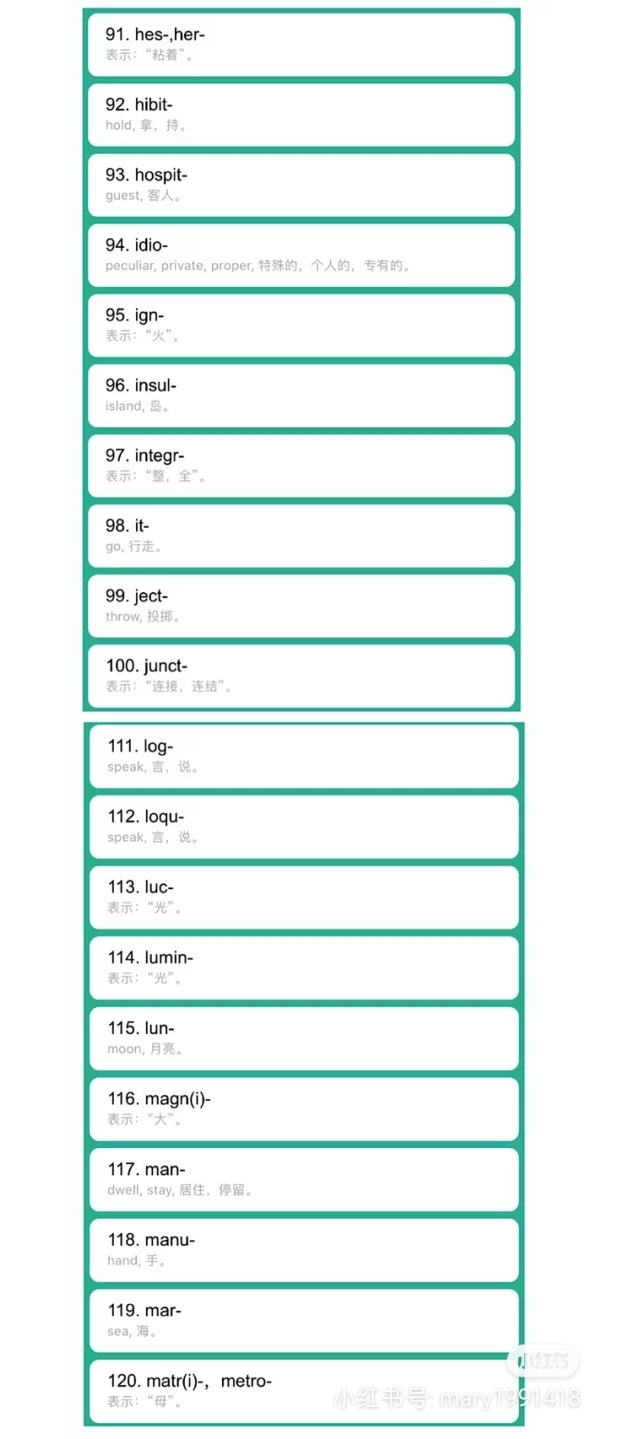 91. hes-,her-
表示：“粘着”。
92. hibit-
hold, 拿，持。
93. hospit-
guest, 客人。
94. idio-
peculiar, private, proper, 特殊的，个人的，专有的。
95. ign-
表示：“火”。
96. insul-
island, 岛。
97. integr-
表示：“整，全”。
98. it-
go, 行走。
99. ject-
throw, 投掷。
100. junct-
表示：“连接，连结”。
111. log-
speak, 言，说。
112. loqu-
speak, 言，说。
113. luc-
表示：“光”。
114. lumin-
表示：“光”。
115. lun-
moon, 月亮。
116. magn(i)-
表示：“大”。
117. man-
dwell, stay, 居住，停留。
118. manu-
hand, 手。
119. mar-
sea, 海。
小红书
120. matr(i)-，metro-
表示：“母”。
小红书号: mary1991418